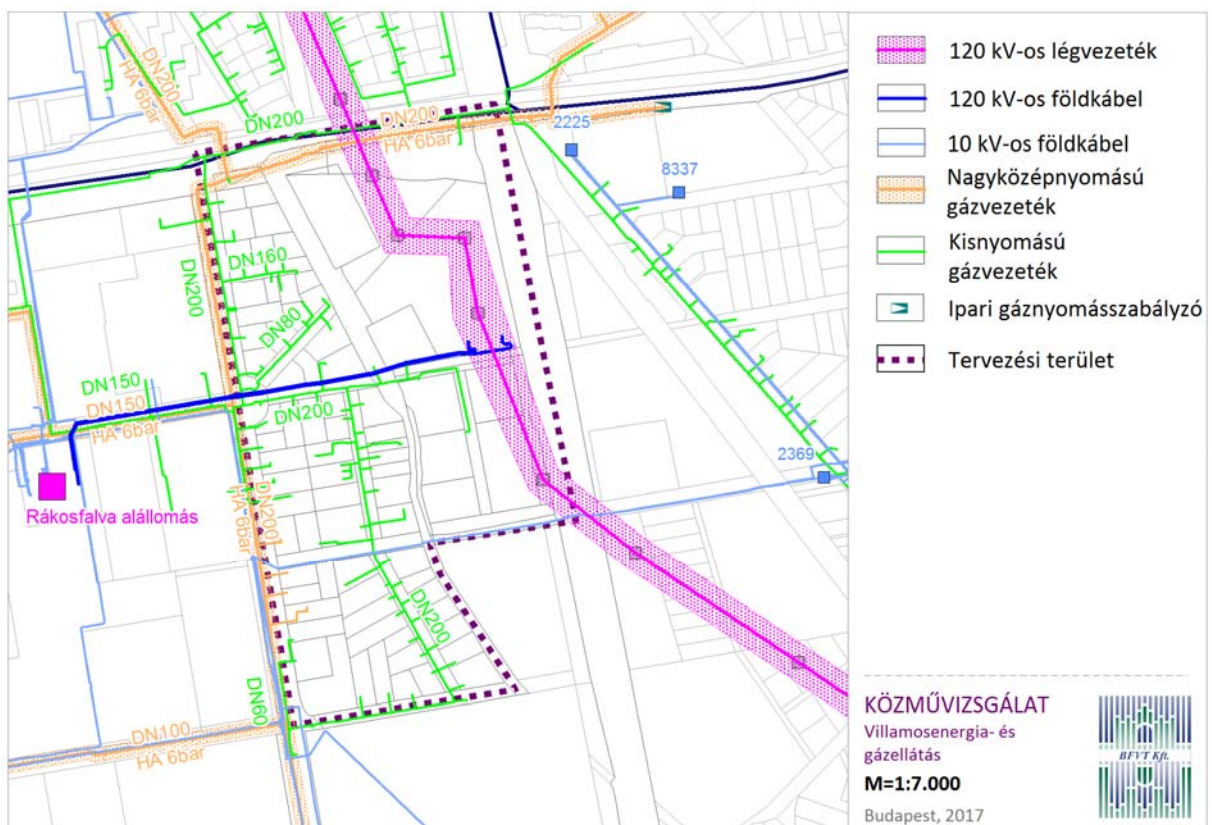 DN200
HA 6bar
DN200
DN200
HA 6bar
2225
8337
DN200
DN160
DN80
DN150
DN150
HA 6bar
DN200
2369
Rákosfalva alállomás
DN200
HA 6bar
DN200
DN60
DN100
HA 6bar
120 kV-os légvezeték
120 kV-os földkábel
10 kV-os földkábel
Nagyközépnyomású
gázvezeték
Kisnyomású
gázvezeték
Ipari gáznyomásszabályzó
Tervezési terület
KÖZMŰVIZSGÁLAT
Villamosenergia- és
gázellátás
M=1:7.000
Budapest, 2017
BFVT Kft.